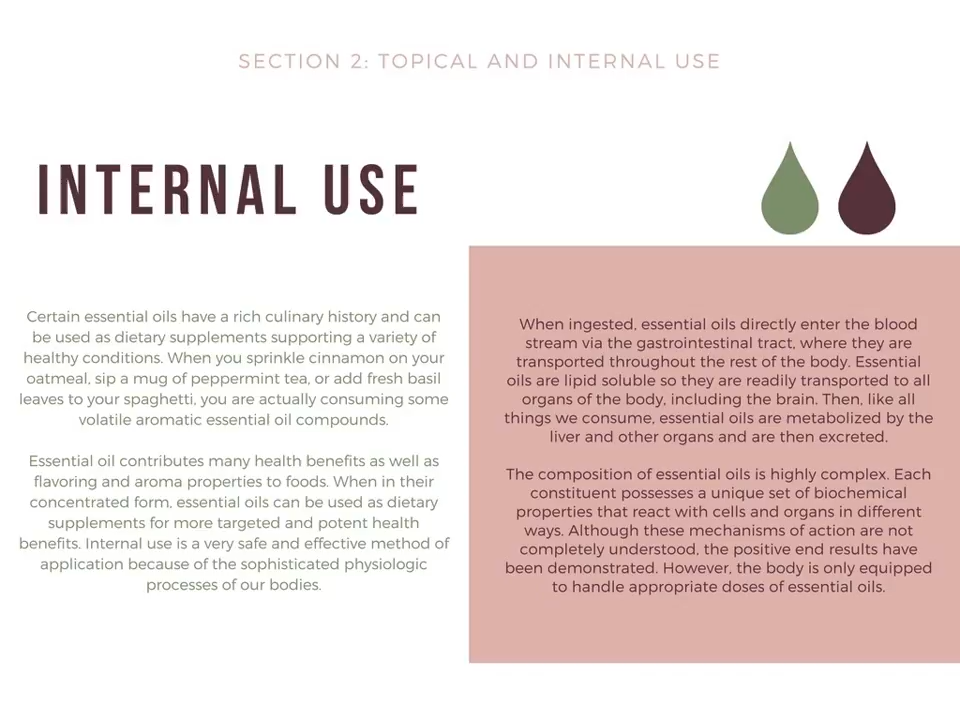 SECTION 2: TOPICAL AND INTERNAL USE
INTERNAL USE
Certain essential oils have a rich culinary history and can
be used as dietary supplements supporting a variety of
healthy conditions. When you sprinkle cinnamon on your
oatmeal, sip a mug of peppermint tea, or add fresh basil
leaves to your spaghetti, you are actually consuming some
volatile aromatic essential oil compounds.
Essential oil contributes many health benefits as well as
flavoring and aroma properties to foods. When in their
concentrated form, essential oils can be used as dietary
supplements for more targeted and potent health
benefits. Internal use is a very safe and effective method of
application because of the sophisticated physiologic
processes of our bodies.
When ingested, essential oils directly enter the blood
stream via the gastrointestinal tract, where they are
transported throughout the rest of the body. Essential
oils are lipid soluble so they are readily transported to all
organs of the body, including the brain. Then, like all
things we consume, essential oils are metabolized by the
liver and other organs and are then excreted.
The composition of essential oils is highly complex. Each
constituent possesses a unique set of biochemical
properties that react with cells and organs in different
ways. Although these mechanisms of action are not
completely understood, the positive end results have
been demonstrated. However, the body is only equipped
to handle appropriate doses of essential oils.